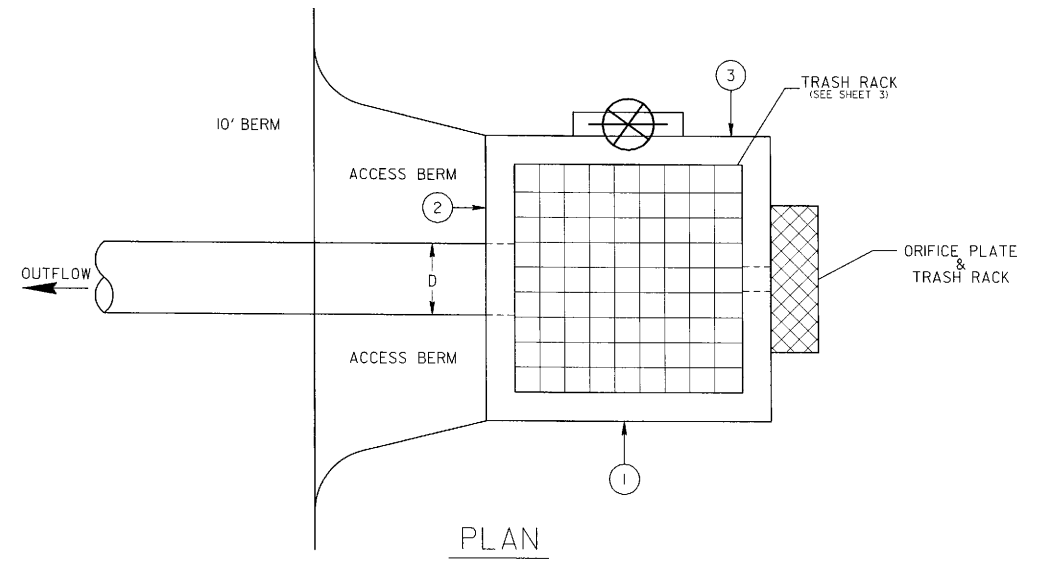 3
TRASH RACK
(SEE SHEET 3)
10' BERM
ACCESS BERM
2
ORIFICE PLATE
&
TRASH RACK
OUTFLOW
D
ACCESS BERM
1
PLAN